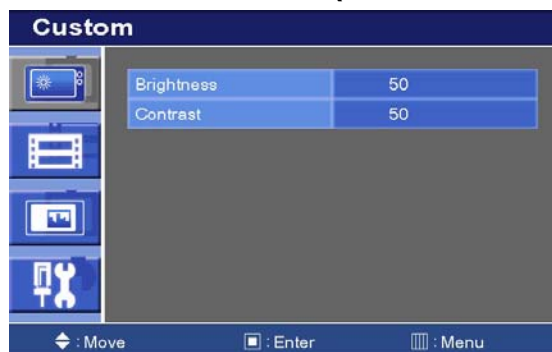 Custom
Brightness 50
Contrast 50
: Move : Enter : Menu